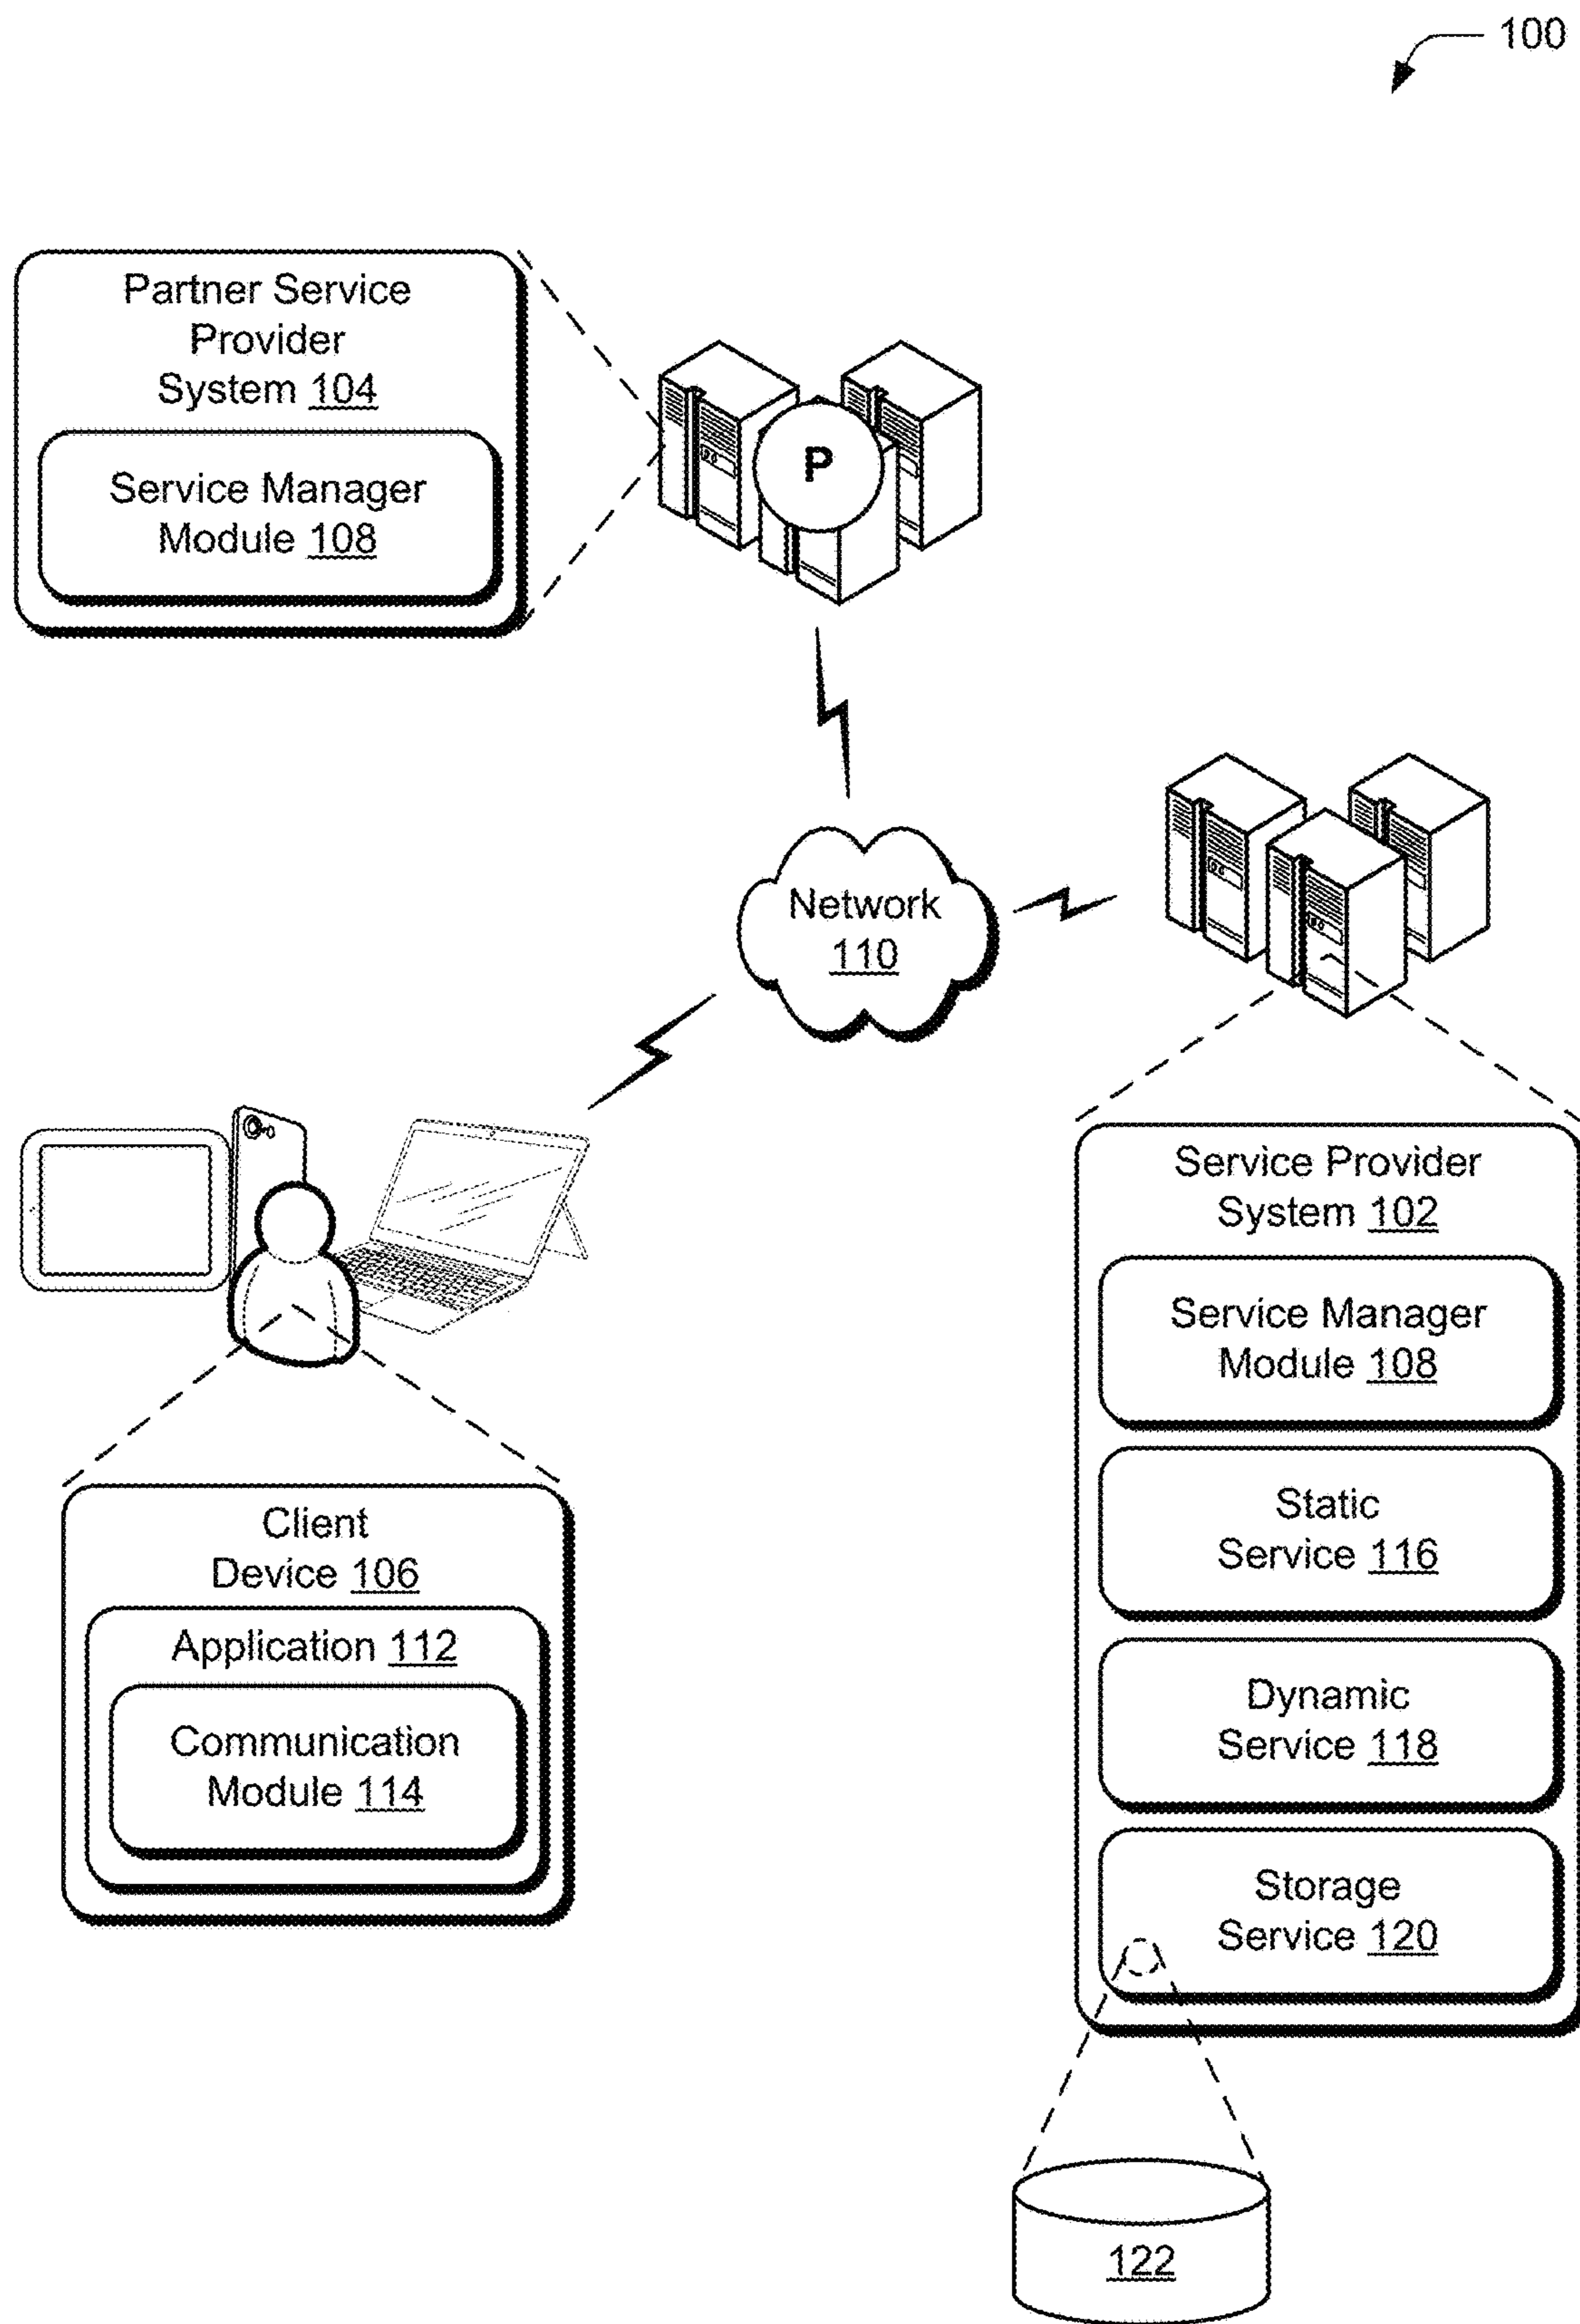 100
Partner Service
Provider
System 104
Service Manager
Module 108
P
Network
110
Service Provider
System 102
Service Manager
Module 108
Static
Service 116
Dynamic
Service 118
Storage
Service 120
122
Client
Device 106
Application 112
Communication
Module 114